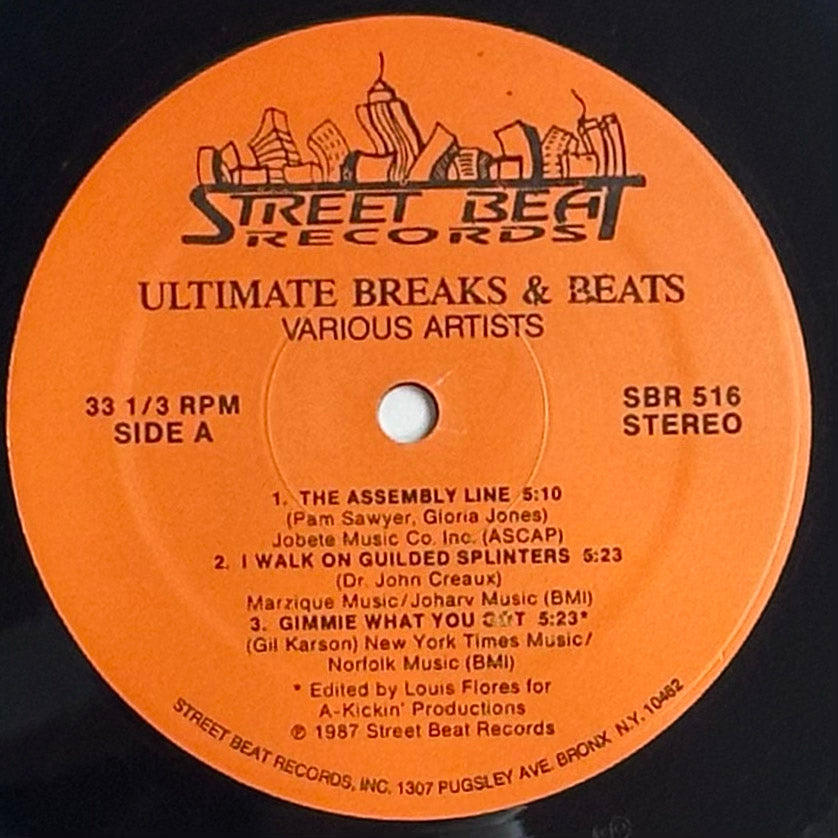 STREET BEAT
RECORDS
ULTIMATE BREAKS & BEATS
VARIOUS ARTISTS
33 1/3 RPM
SIDE A
SBR 516
STEREO
1. THE ASSEMBLY LINE 5:10
(Pam Sawyer, Gloria Jones)
Jobete Music Co. Inc. (ASCAP)
2. I WALK ON GUILDED SPLINTERS 5:23
(Dr. John Creaux)
Marzique Music/Joharv Music (BMI)
3. GIMMIE WHAT YOU GOT 5:23*
(Gil Karson) New York Times Music/
Norfolk Music (BMI)
* Edited by Louis Flores for
A-Kickin' Productions
℗ 1987 Street Beat Records
STREET BEAT RECORDS, INC. 1307 PUGSLEY AVE. BRONX N.Y. 10462